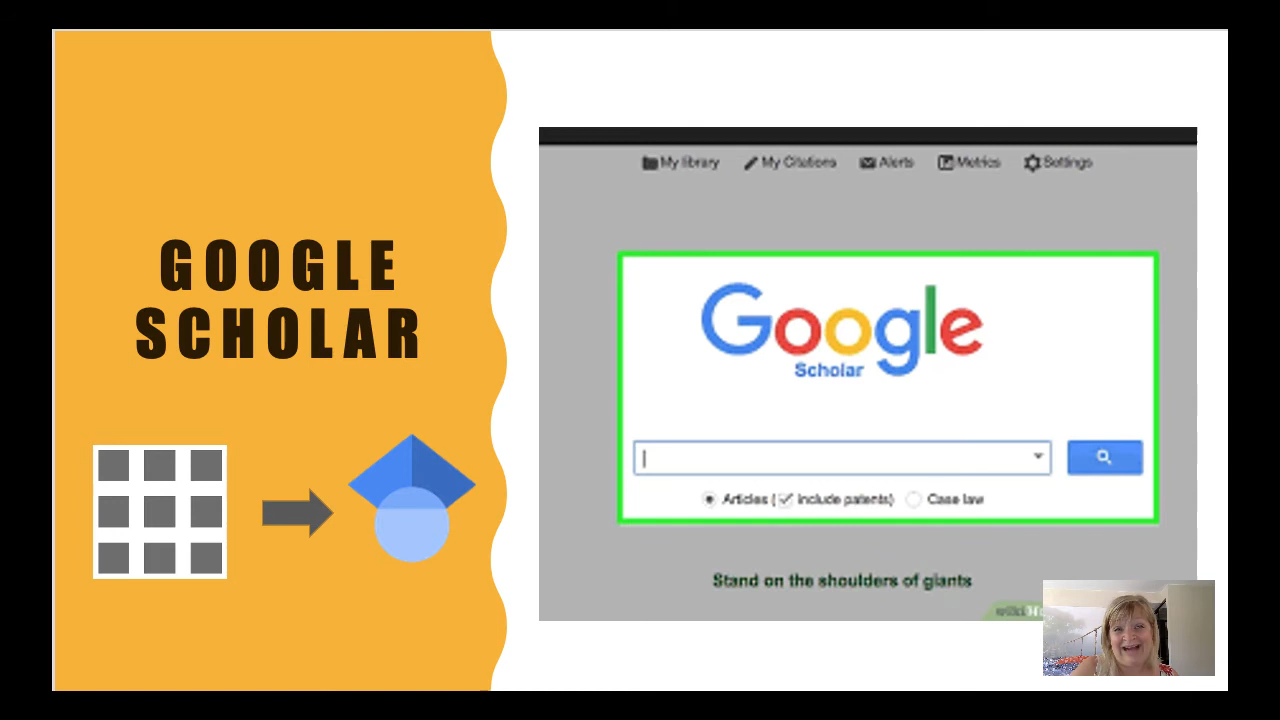 GOOGLE
SCHOLAR
My library My Citations Alerts Metrics Settings
Google
Scholar
Articles ( include patents) Case law
Stand on the shoulders of giants